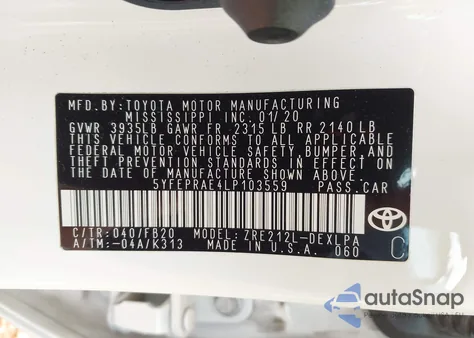 MFD. BY: TOYOTA MOTOR MANUFACTURING
MISSISSIPPI INC. 01/20
GVWR 3935LB GAWR FR 2315 LB RR 2140 LB
THIS VEHICLE CONFORMS TO ALL APPLICABLE
FEDERAL MOTOR VEHICLE SAFETY, BUMPER, AND
THEFT PREVENTION STANDARDS IN EFFECT ON
THE DATE OF MANUFACTURE SHOWN ABOVE.
5YFEPRAE4LP103559 PASS.CAR
C/TR:040/FB20 MODEL:ZRE212L-DEXLPA
A/TM:-04A/K313 MADE IN U.S.A. 060
TOYOTA
C
autoSnap